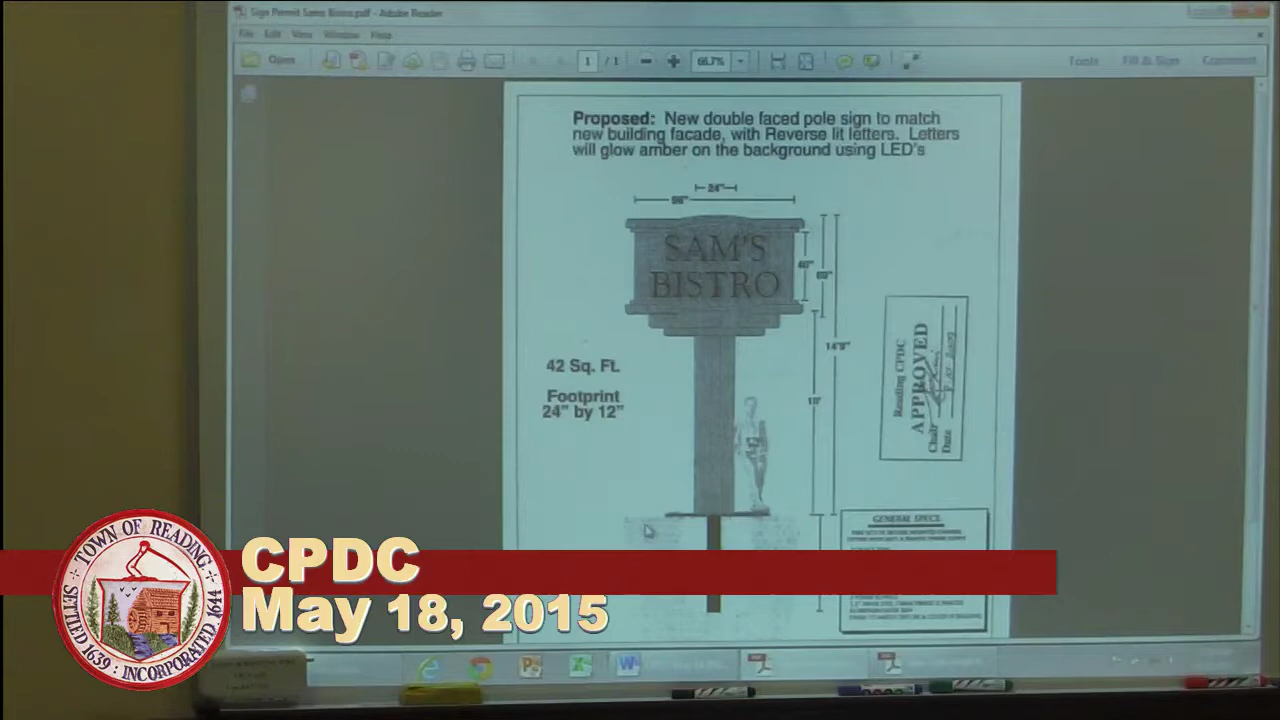 Sign Permit Sams Bistro.pdf - Adobe Reader
File Edit View Window Help
Open
1 / 1
66.7%
Tools Fill & Sign Comment
Proposed: New double faced pole sign to match
new building facade, with Reverse lit letters. Letters
will glow amber on the background using LED's
24"
96"
SAM'S
BISTRO
14'9"
10'
42 Sq. Ft.
Footprint
24" by 12"
Reading CPDC
APPROVED
Chair
Date
GENERAL SPECS
TOWN OF READING
SETTLED 1639 : INCORPORATED 1644
CPDC
May 18, 2015